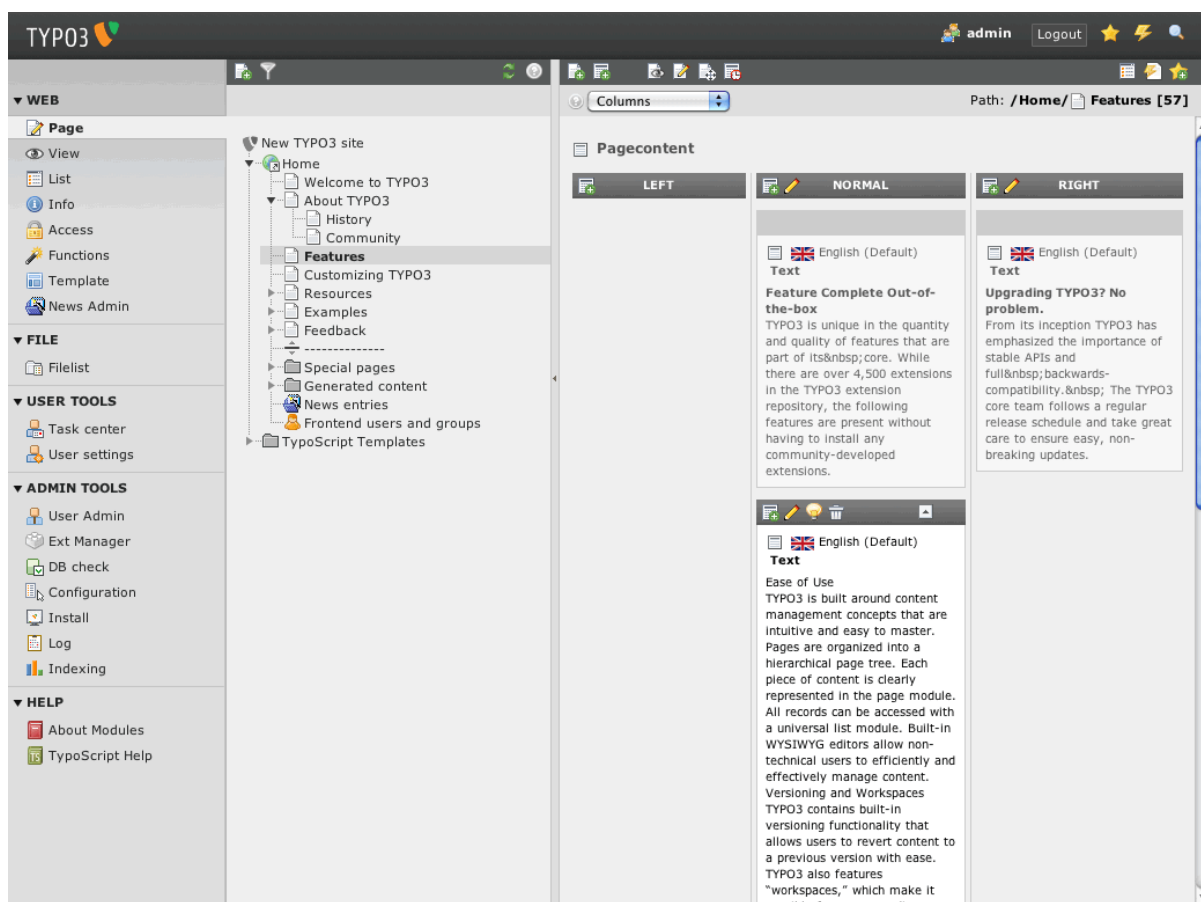 TYPO3
admin
Logout
WEB
Page
View
List
Info
Access
Functions
Template
News Admin
FILE
Filelist
USER TOOLS
Task center
User settings
ADMIN TOOLS
User Admin
Ext Manager
DB check
Configuration
Install
Log
Indexing
HELP
About Modules
TypoScript Help
New TYPO3 site
Home
Welcome to TYPO3
About TYPO3
History
Community
Features
Customizing TYPO3
Resources
Examples
Feedback
--------------
Special pages
Generated content
News entries
Frontend users and groups
TypoScript Templates
Columns
Path: /Home/ Features [57]
Pagecontent
LEFT
NORMAL
English (Default)
Text
Feature Complete Out-of-
the-box
TYPO3 is unique in the quantity
and quality of features that are
part of its&nbsp;core. While
there are over 4,500 extensions
in the TYPO3 extension
repository, the following
features are present without
having to install any
community-developed
extensions.
English (Default)
Text
Ease of Use
TYPO3 is built around content
management concepts that are
intuitive and easy to master.
Pages are organized into a
hierarchical page tree. Each
piece of content is clearly
represented in the page module.
All records can be accessed with
a universal list module. Built-in
WYSIWYG editors allow non-
technical users to efficiently and
effectively manage content.
Versioning and Workspaces
TYPO3 contains built-in
versioning functionality that
allows users to revert content to
a previous version with ease.
TYPO3 also features
“workspaces,” which make it
RIGHT
English (Default)
Text
Upgrading TYPO3? No
problem.
From its inception TYPO3 has
emphasized the importance of
stable APIs and
full&nbsp;backwards-
compatibility.&nbsp; The TYPO3
core team follows a regular
release schedule and take great
care to ensure easy, non-
breaking updates.